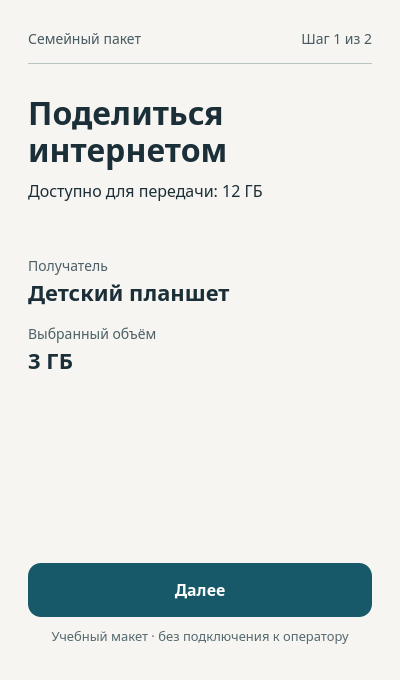 Семейный пакет
Шаг 1 из 2
Поделиться
интернетом
Доступно для передачи: 12 ГБ
Получатель
Детский планшет
Выбранный объём
3 ГБ
Далее
Учебный макет · без подключения к оператору